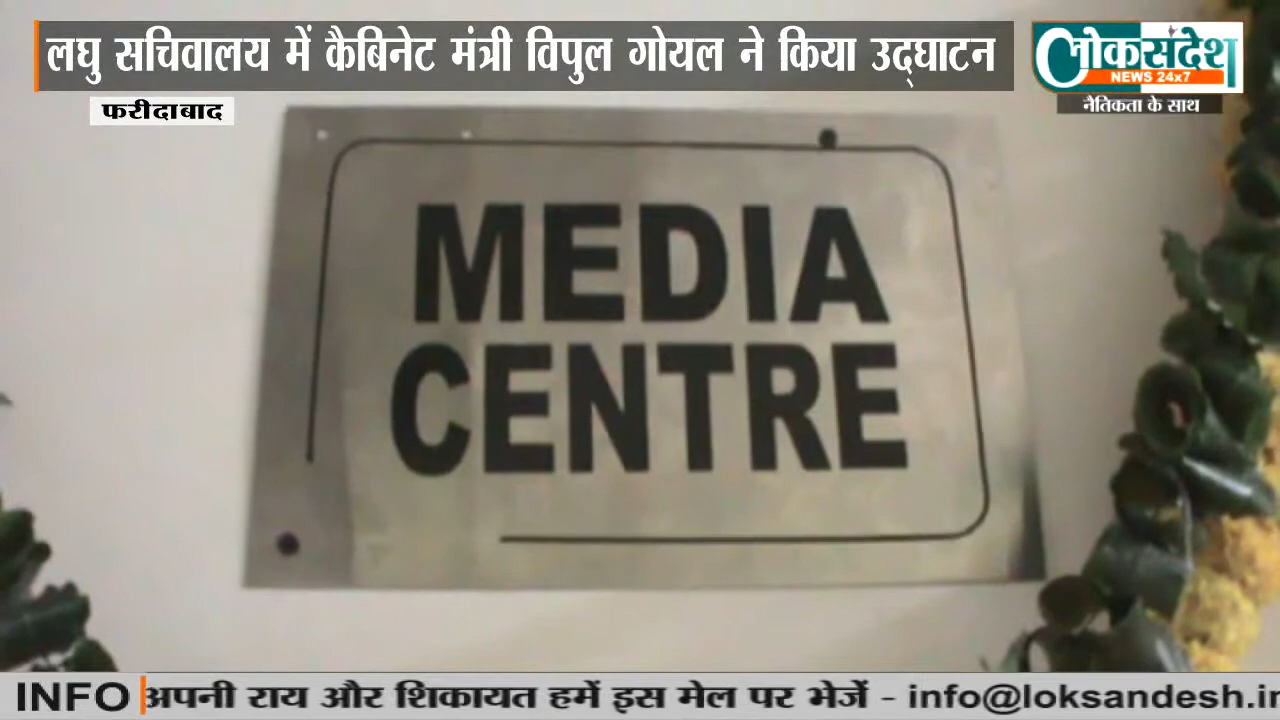 लघु सचिवालय में कैबिनेट मंत्री विपुल गोयल ने किया उद्घाटन
लोकसंदेश
NEWS 24x7
नैतिकता के साथ
फरीदाबाद
MEDIA
CENTRE
INFO अपनी राय और शिकायत हमें इस मेल पर भेजें - info@loksandesh.in